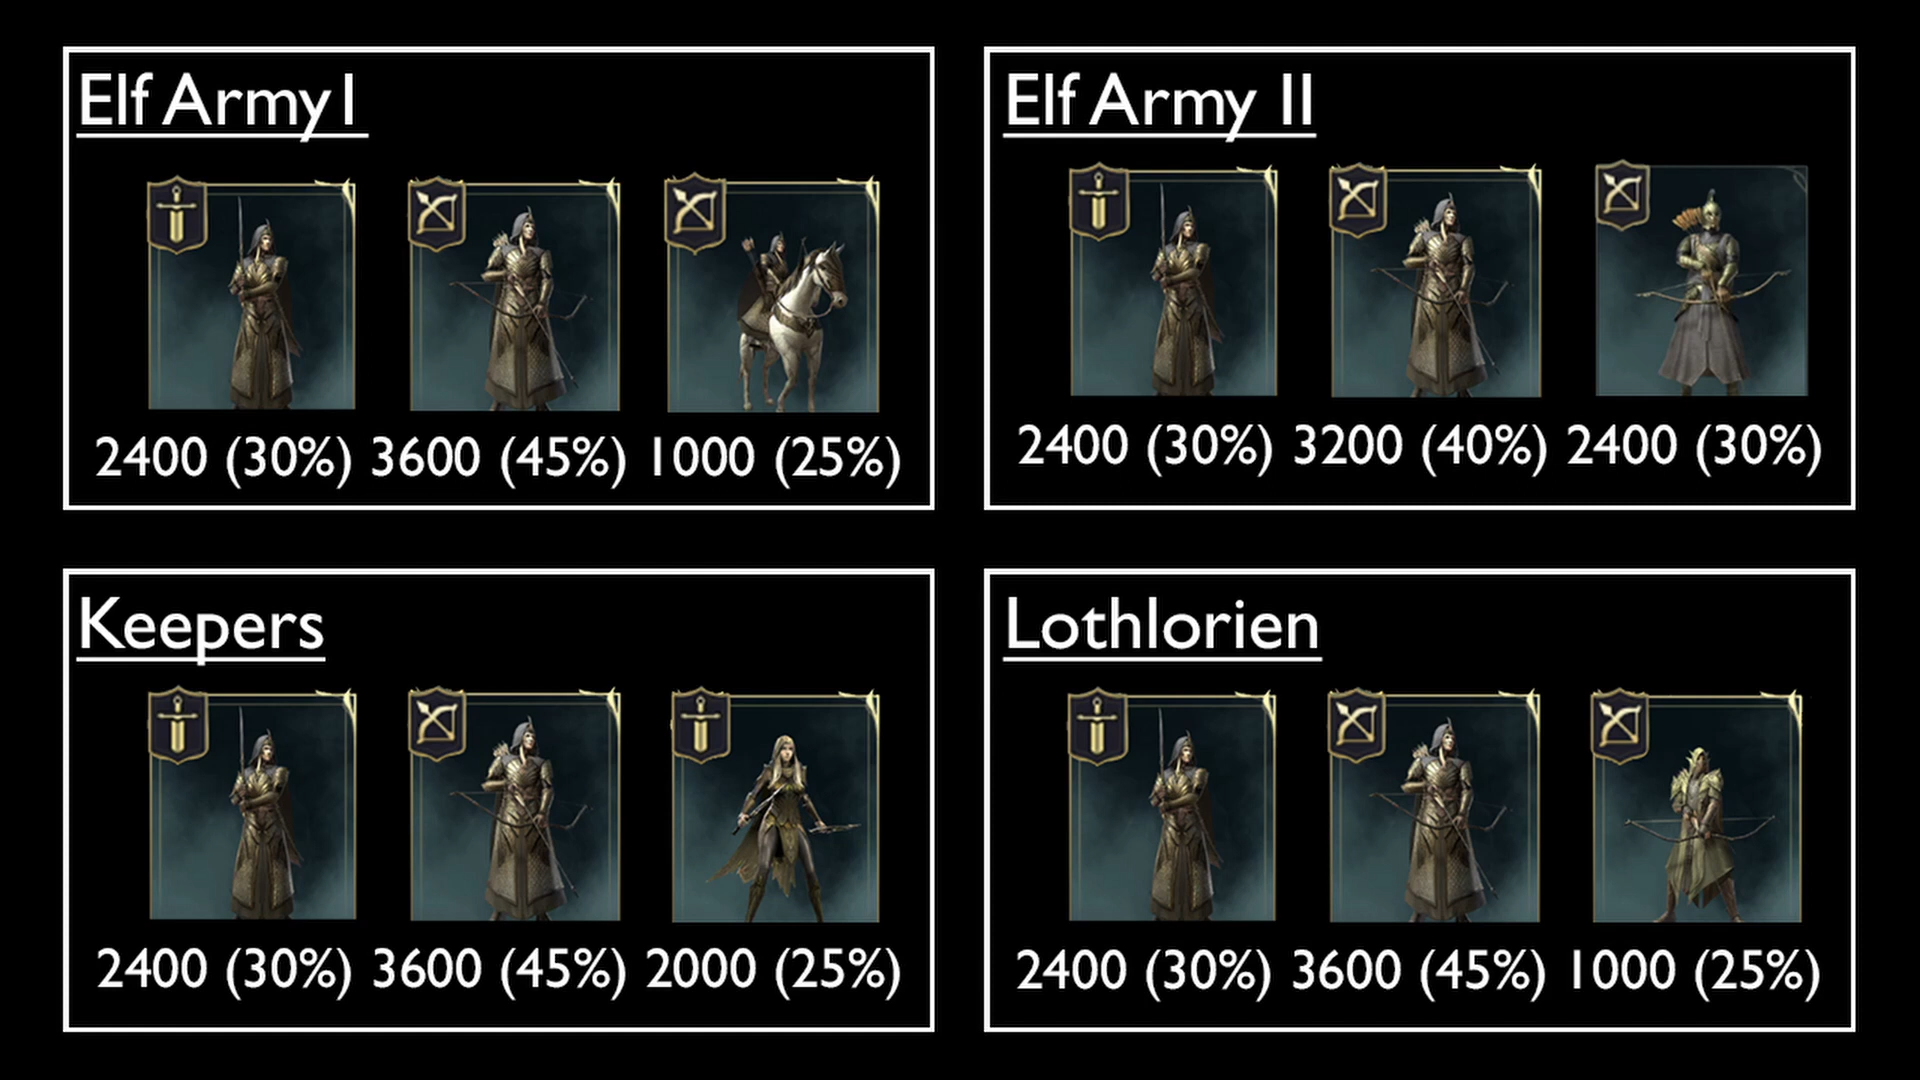 Elf Army I
2400 (30%) 3600 (45%) 1000 (25%)
Elf Army II
2400 (30%) 3200 (40%) 2400 (30%)
Keepers
2400 (30%) 3600 (45%) 2000 (25%)
Lothlorien
2400 (30%) 3600 (45%) 1000 (25%)